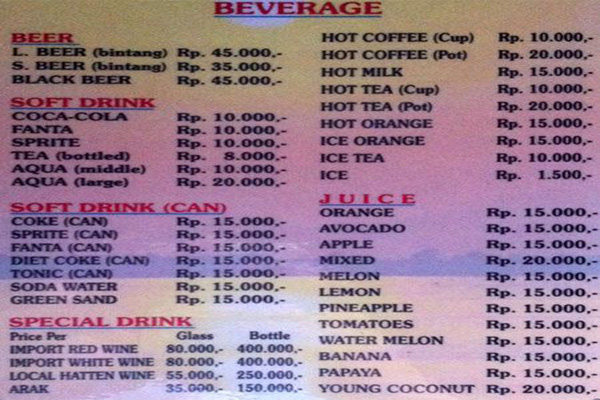 BEVERAGE
BEER
L. BEER (bintang) Rp. 45.000,-
S. BEER (bintang) Rp. 35.000,-
BLACK BEER Rp. 45.000,-
SOFT DRINK
COCA-COLA Rp. 10.000,-
FANTA Rp. 10.000,-
SPRITE Rp. 10.000,-
TEA (bottled) Rp. 8.000,-
AQUA (middle) Rp. 10.000,-
AQUA (large) Rp. 20.000,-
SOFT DRINK (CAN)
COKE (CAN) Rp. 15.000,-
SPRITE (CAN) Rp. 15.000,-
FANTA (CAN) Rp. 15.000,-
DIET COKE (CAN) Rp. 15.000,-
TONIC (CAN) Rp. 15.000,-
SODA WATER Rp. 15.000,-
GREEN SAND Rp. 15.000,-
SPECIAL DRINK
Price Per Glass Bottle
IMPORT RED WINE 80.000,- 400.000,-
IMPORT WHITE WINE 80.000,- 400.000,-
LOCAL HATTEN WINE 55.000,- 250.000,-
ARAK 35.000,- 150.000,-
HOT COFFEE (Cup) Rp. 10.000,-
HOT COFFEE (Pot) Rp. 20.000,-
HOT MILK Rp. 15.000,-
HOT TEA (Cup) Rp. 10.000,-
HOT TEA (Pot) Rp. 20.000,-
HOT ORANGE Rp. 15.000,-
ICE ORANGE Rp. 15.000,-
ICE TEA Rp. 10.000,-
ICE Rp. 1.500,-
JUICE
ORANGE Rp. 15.000,-
AVOCADO Rp. 15.000,-
APPLE Rp. 15.000,-
MIXED Rp. 20.000,-
MELON Rp. 15.000,-
LEMON Rp. 15.000,-
PINEAPPLE Rp. 15.000,-
TOMATOES Rp. 15.000,-
WATER MELON Rp. 15.000,-
BANANA Rp. 15.000,-
PAPAYA Rp. 15.000,-
YOUNG COCONUT Rp. 20.000,-